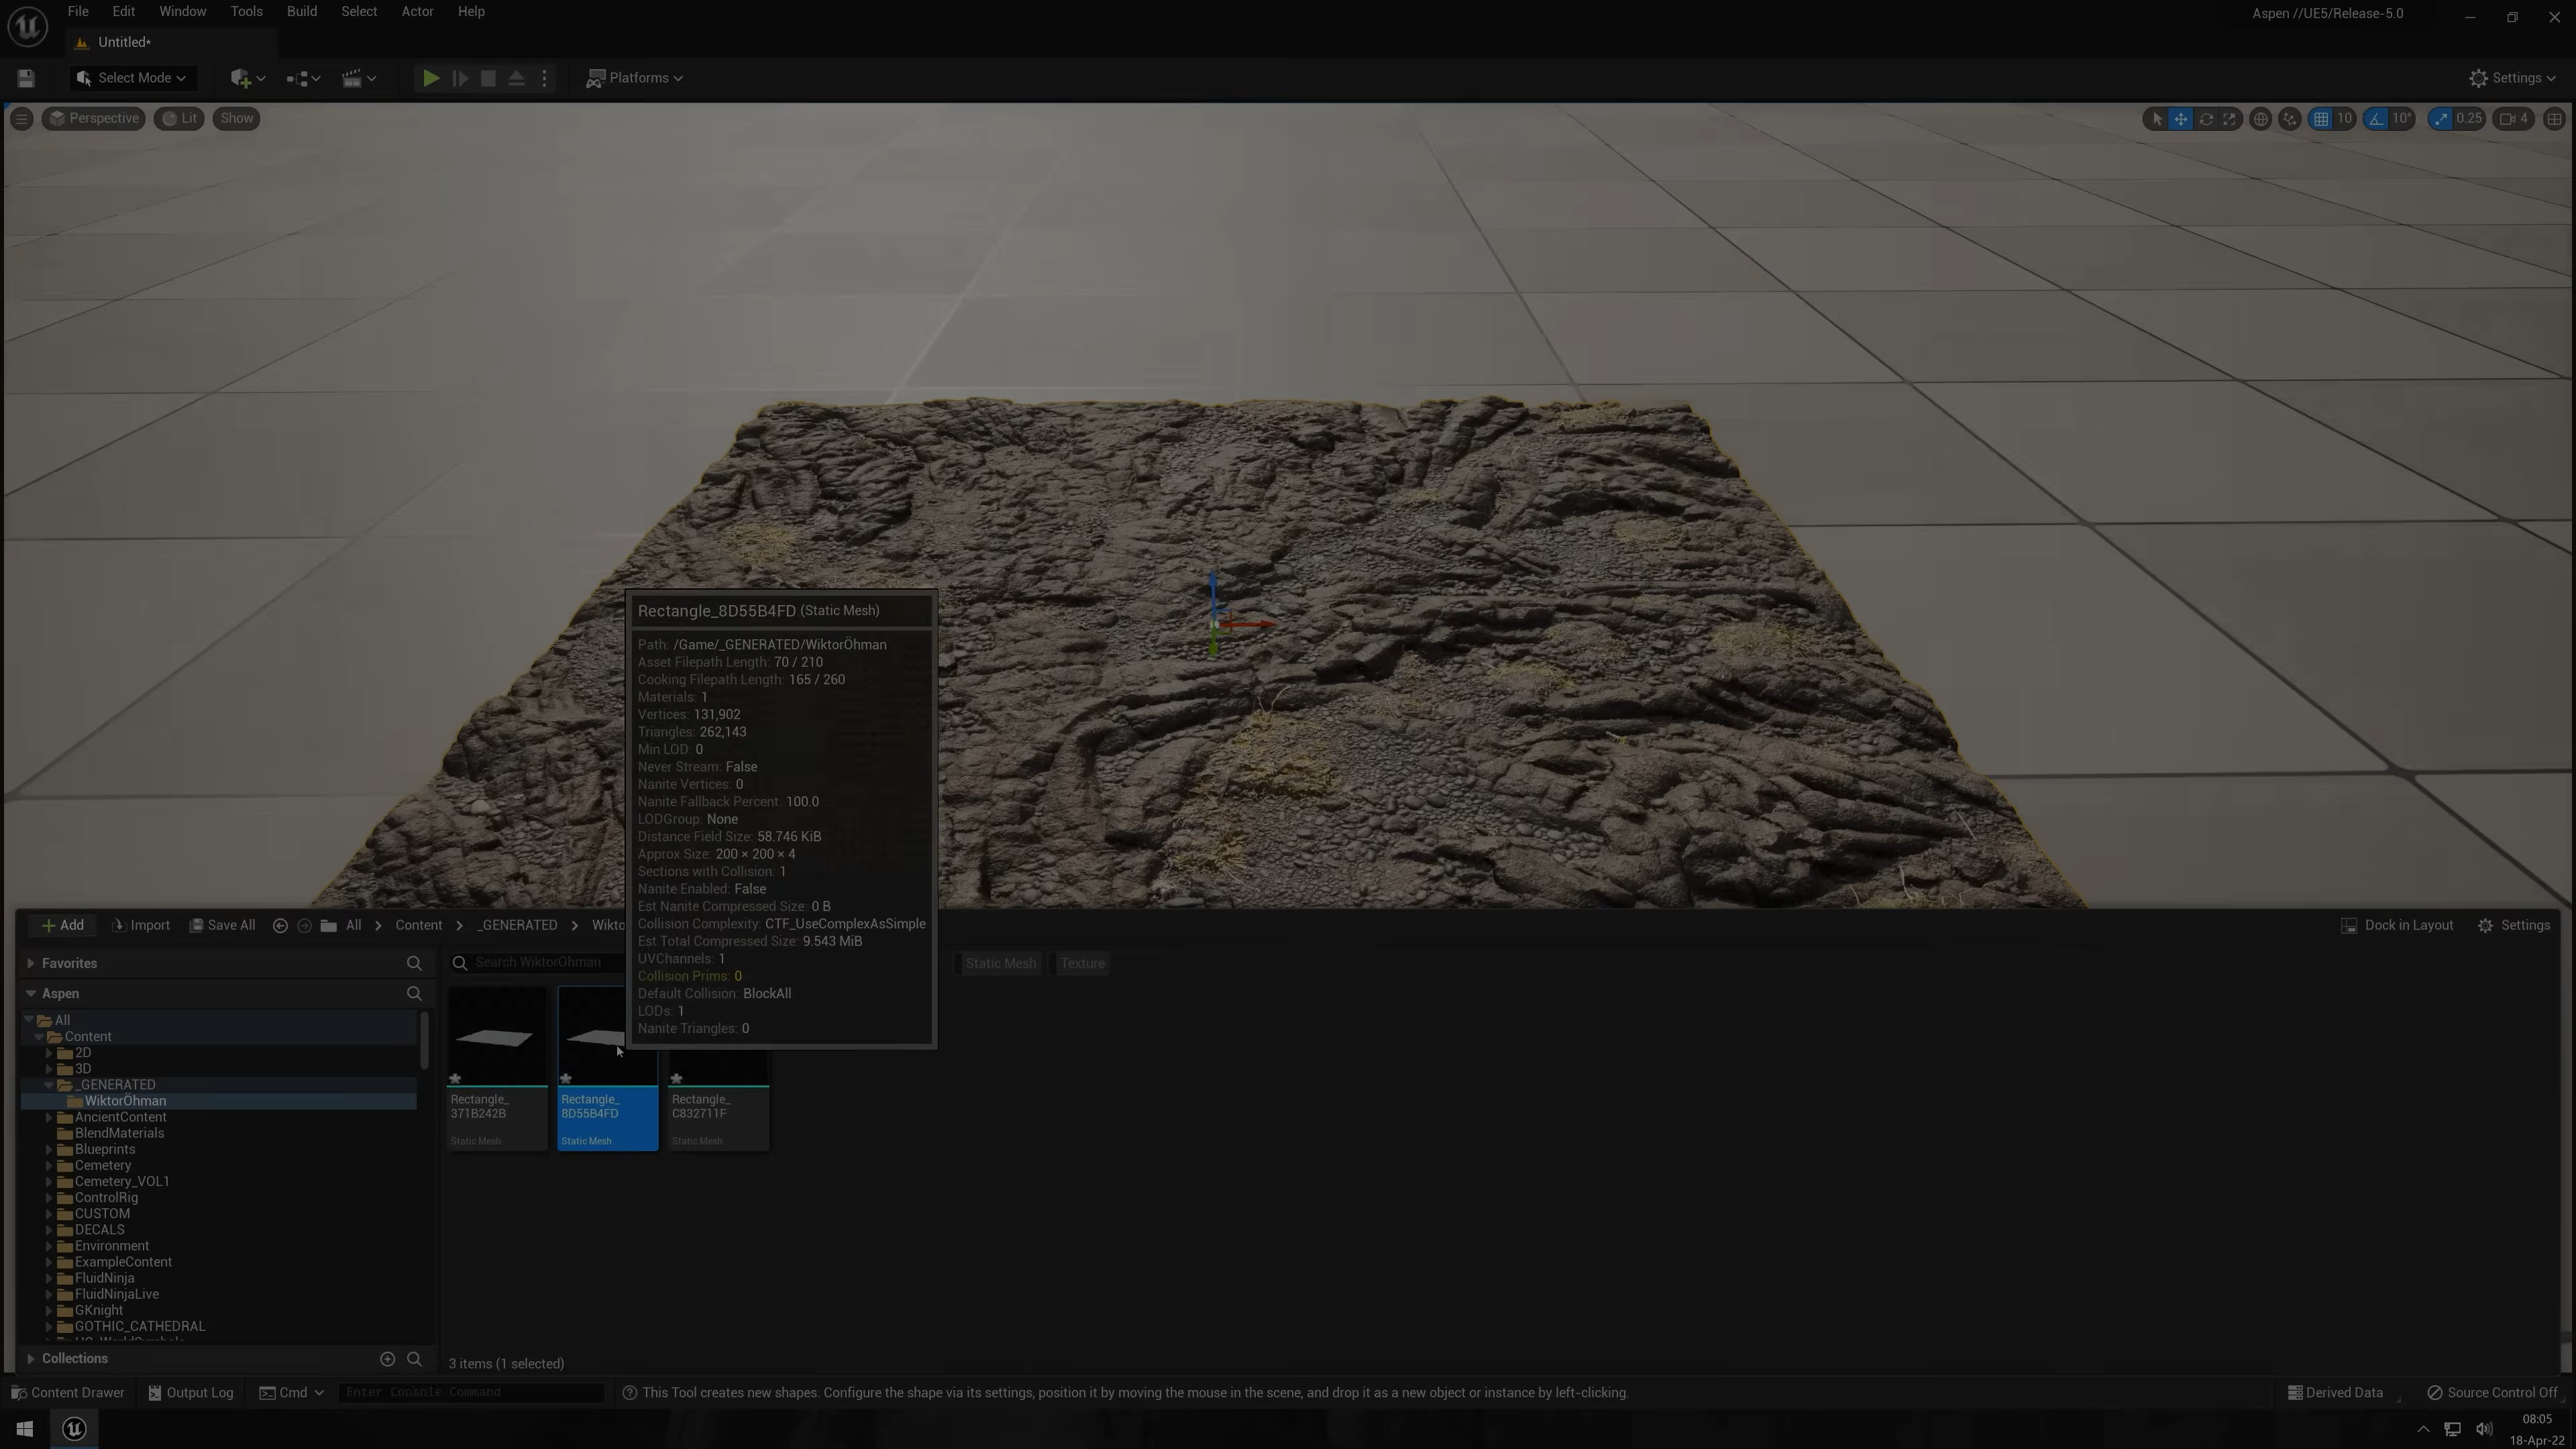 File Edit Window Tools Build Select Actor Help
Aspen //UE5/Release-5.0
Untitled*
Select Mode
Platforms
Settings
Perspective Lit Show
10 10° 0.25 4
Rectangle_8D55B4FD (Static Mesh)
Path: /Game/_GENERATED/WiktorÖhman
Asset Filepath Length: 70 / 210
Cooking Filepath Length: 165 / 260
Materials: 1
Vertices: 131,902
Triangles: 262,143
Min LOD: 0
Never Stream: False
Nanite Vertices: 0
Nanite Fallback Percent: 100.0
LODGroup: None
Distance Field Size: 58.746 KiB
Approx Size: 200 × 200 × 4
Sections with Collision: 1
Nanite Enabled: False
Est Nanite Compressed Size: 0 B
Collision Complexity: CTF_UseComplexAsSimple
Est Total Compressed Size: 9.543 MiB
UVChannels: 1
Collision Prims: 0
Default Collision: BlockAll
LODs: 1
Nanite Triangles: 0
Add Import Save All All > Content > _GENERATED > Wikto
Dock in Layout Settings
Favorites
Search WiktorÖhman
Static Mesh Texture
Aspen
All
Content
2D
3D
_GENERATED
WiktorÖhman
AncientContent
BlendMaterials
Blueprints
Cemetery
Cemetery_VOL1
ControlRig
CUSTOM
DECALS
Environment
ExampleContent
FluidNinja
FluidNinjaLive
GKnight
GOTHIC_CATHEDRAL
Rectangle_
371B242B
Static Mesh
Rectangle_
8D55B4FD
Static Mesh
Rectangle_
C832711F
Static Mesh
Collections
3 items (1 selected)
Content Drawer Output Log Cmd Enter Console Command
This Tool creates new shapes. Configure the shape via its settings, position it by moving the mouse in the scene, and drop it as a new object or instance by left-clicking.
Derived Data Source Control Off
08:05
18-Apr-22